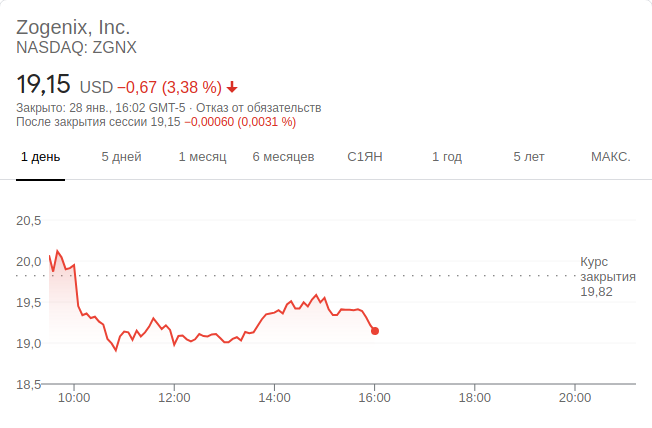 Zogenix, Inc.
NASDAQ: ZGNX
19,15 USD −0,67 (3,38 %)
Закрыто: 28 янв., 16:02 GMT-5 · Отказ от обязательств
После закрытия сессии 19,15 −0,00060 (0,0031 %)
1 день 5 дней 1 месяц 6 месяцев С1ЯН 1 год 5 лет МАКС.
20,5
20,0
19,5
19,0
18,5
Курс
закрытия
19,82
10:00 12:00 14:00 16:00 18:00 20:00